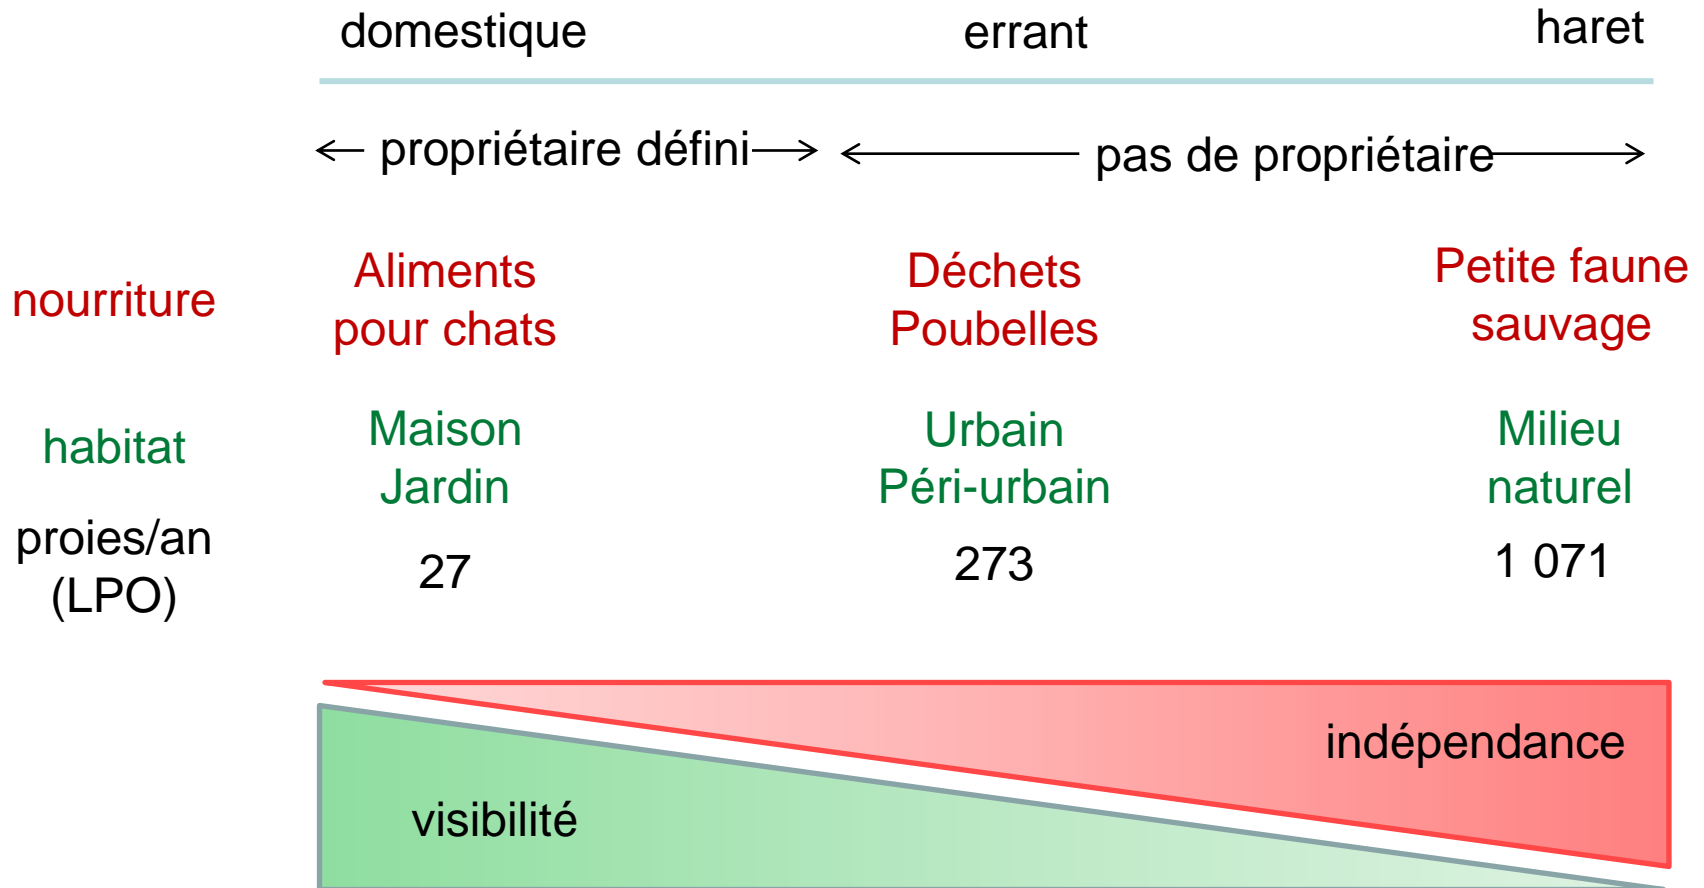 domestique errant haret
propriétaire défini pas de propriétaire
nourriture
Aliments
pour chats
Déchets
Poubelles
Petite faune
sauvage
habitat
Maison
Jardin
Urbain
Péri-urbain
Milieu
naturel
proies/an
(LPO)
27 273 1 071
indépendance
visibilité